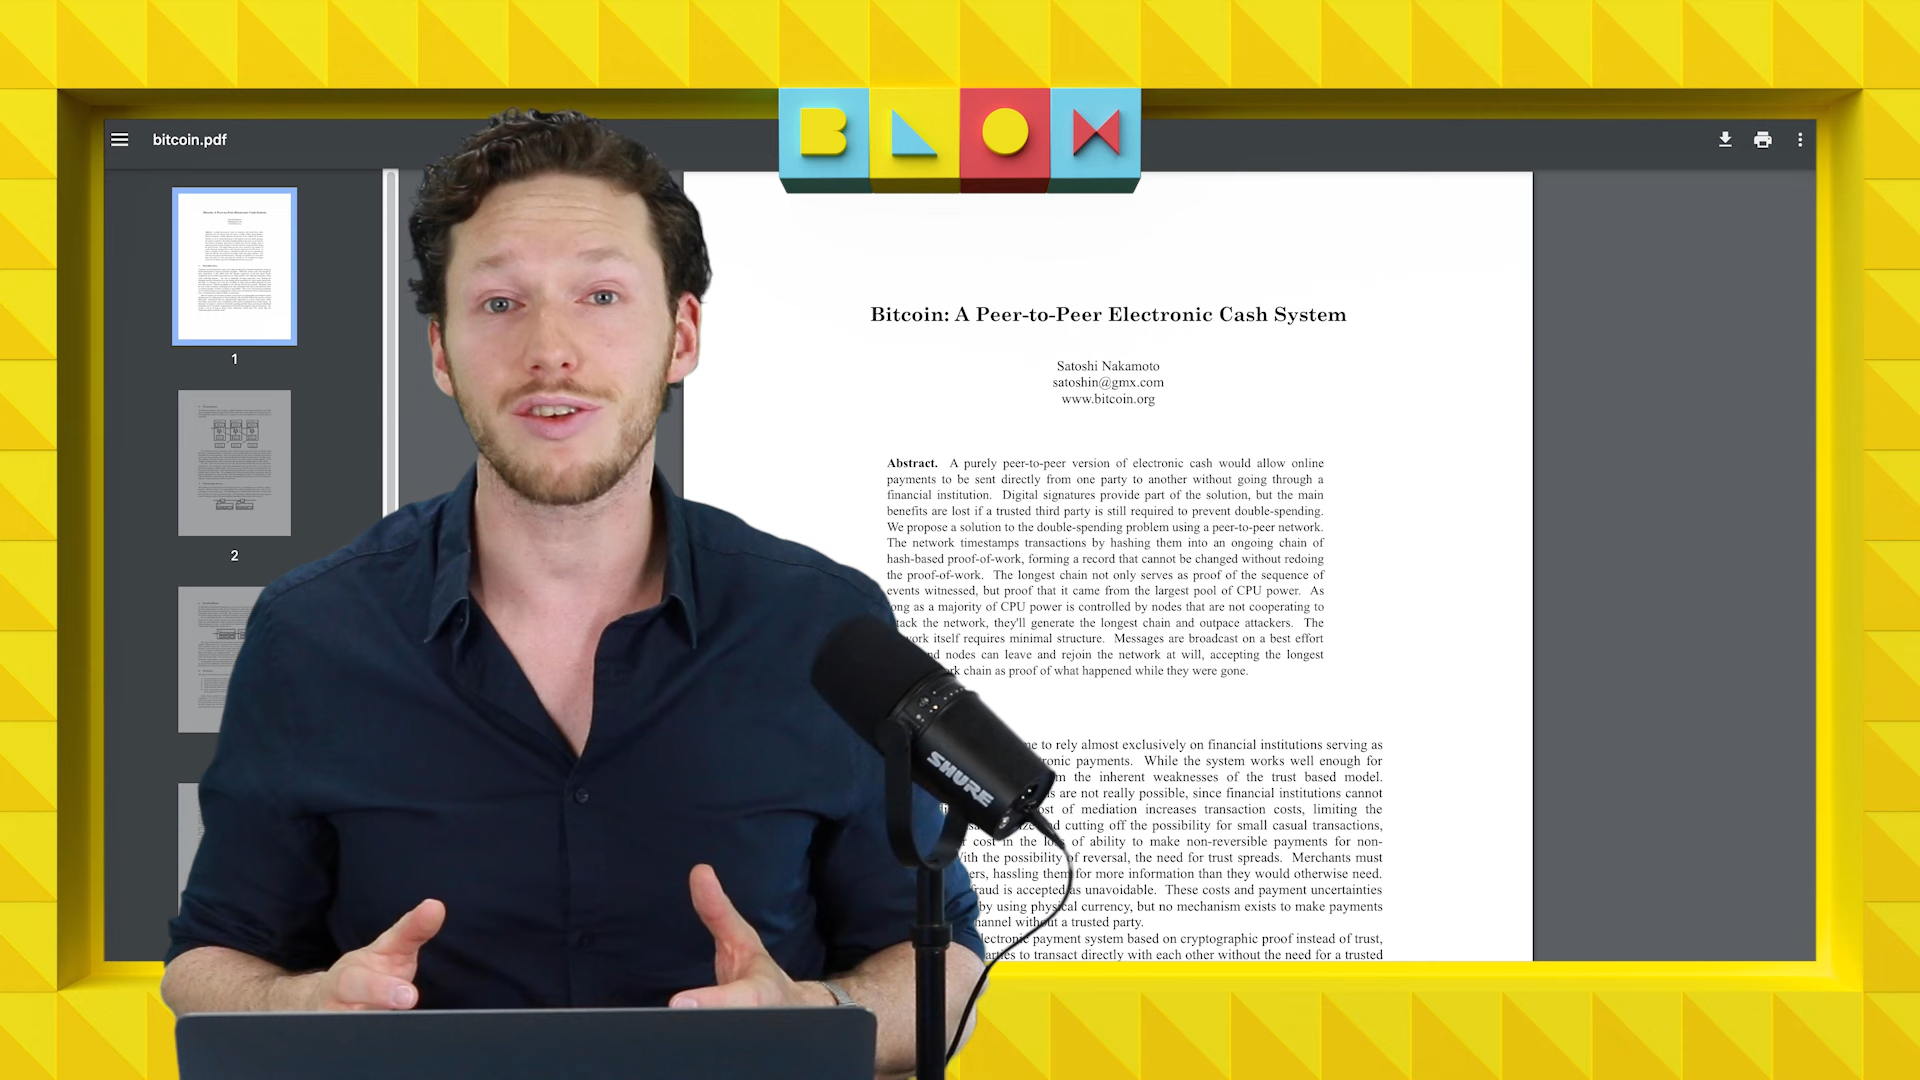 BLOM
bitcoin.pdf
Bitcoin: A Peer-to-Peer Electronic Cash System
Satoshi Nakamoto
satoshin@gmx.com
www.bitcoin.org
Abstract. A purely peer-to-peer version of electronic cash would allow online
payments to be sent directly from one party to another without going through a
financial institution. Digital signatures provide part of the solution, but the main
benefits are lost if a trusted third party is still required to prevent double-spending.
We propose a solution to the double-spending problem using a peer-to-peer network.
The network timestamps transactions by hashing them into an ongoing chain of
hash-based proof-of-work, forming a record that cannot be changed without redoing
the proof-of-work. The longest chain not only serves as proof of the sequence of
events witnessed, but proof that it came from the largest pool of CPU power. As
as a majority of CPU power is controlled by nodes that are not cooperating to
the network, they'll generate the longest chain and outpace attackers. The
itself requires minimal structure. Messages are broadcast on a best effort
nodes can leave and rejoin the network at will, accepting the longest
chain as proof of what happened while they were gone.
to rely almost exclusively on financial institutions serving as
payments. While the system works well enough for
the inherent weaknesses of the trust based model.
are not really possible, since financial institutions cannot
of mediation increases transaction costs, limiting the
and cutting off the possibility for small casual transactions,
cost in the loss of ability to make non-reversible payments for non-
With the possibility of reversal, the need for trust spreads. Merchants must
hassling them for more information than they would otherwise need.
fraud is accepted as unavoidable. These costs and payment uncertainties
by using physical currency, but no mechanism exists to make payments
without a trusted party.
electronic payment system based on cryptographic proof instead of trust,
to transact directly with each other without the need for a trusted
1
2
SHURE